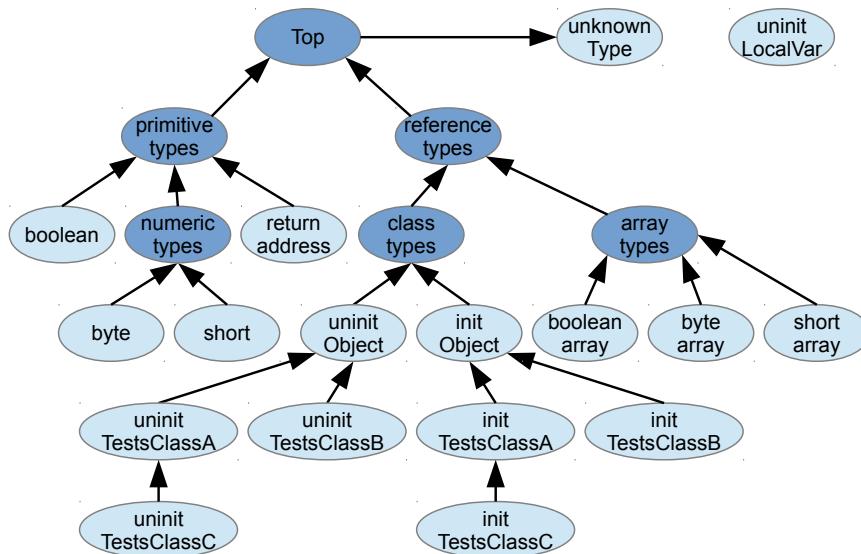 Top
unknown
Type
uninit
LocalVar
primitive
types
reference
types
boolean
numeric
types
return
address
class
types
array
types
byte
short
uninit
Object
init
Object
boolean
array
byte
array
short
array
uninit
TestsClassA
uninit
TestsClassB
init
TestsClassA
init
TestsClassB
uninit
TestsClassC
init
TestsClassC